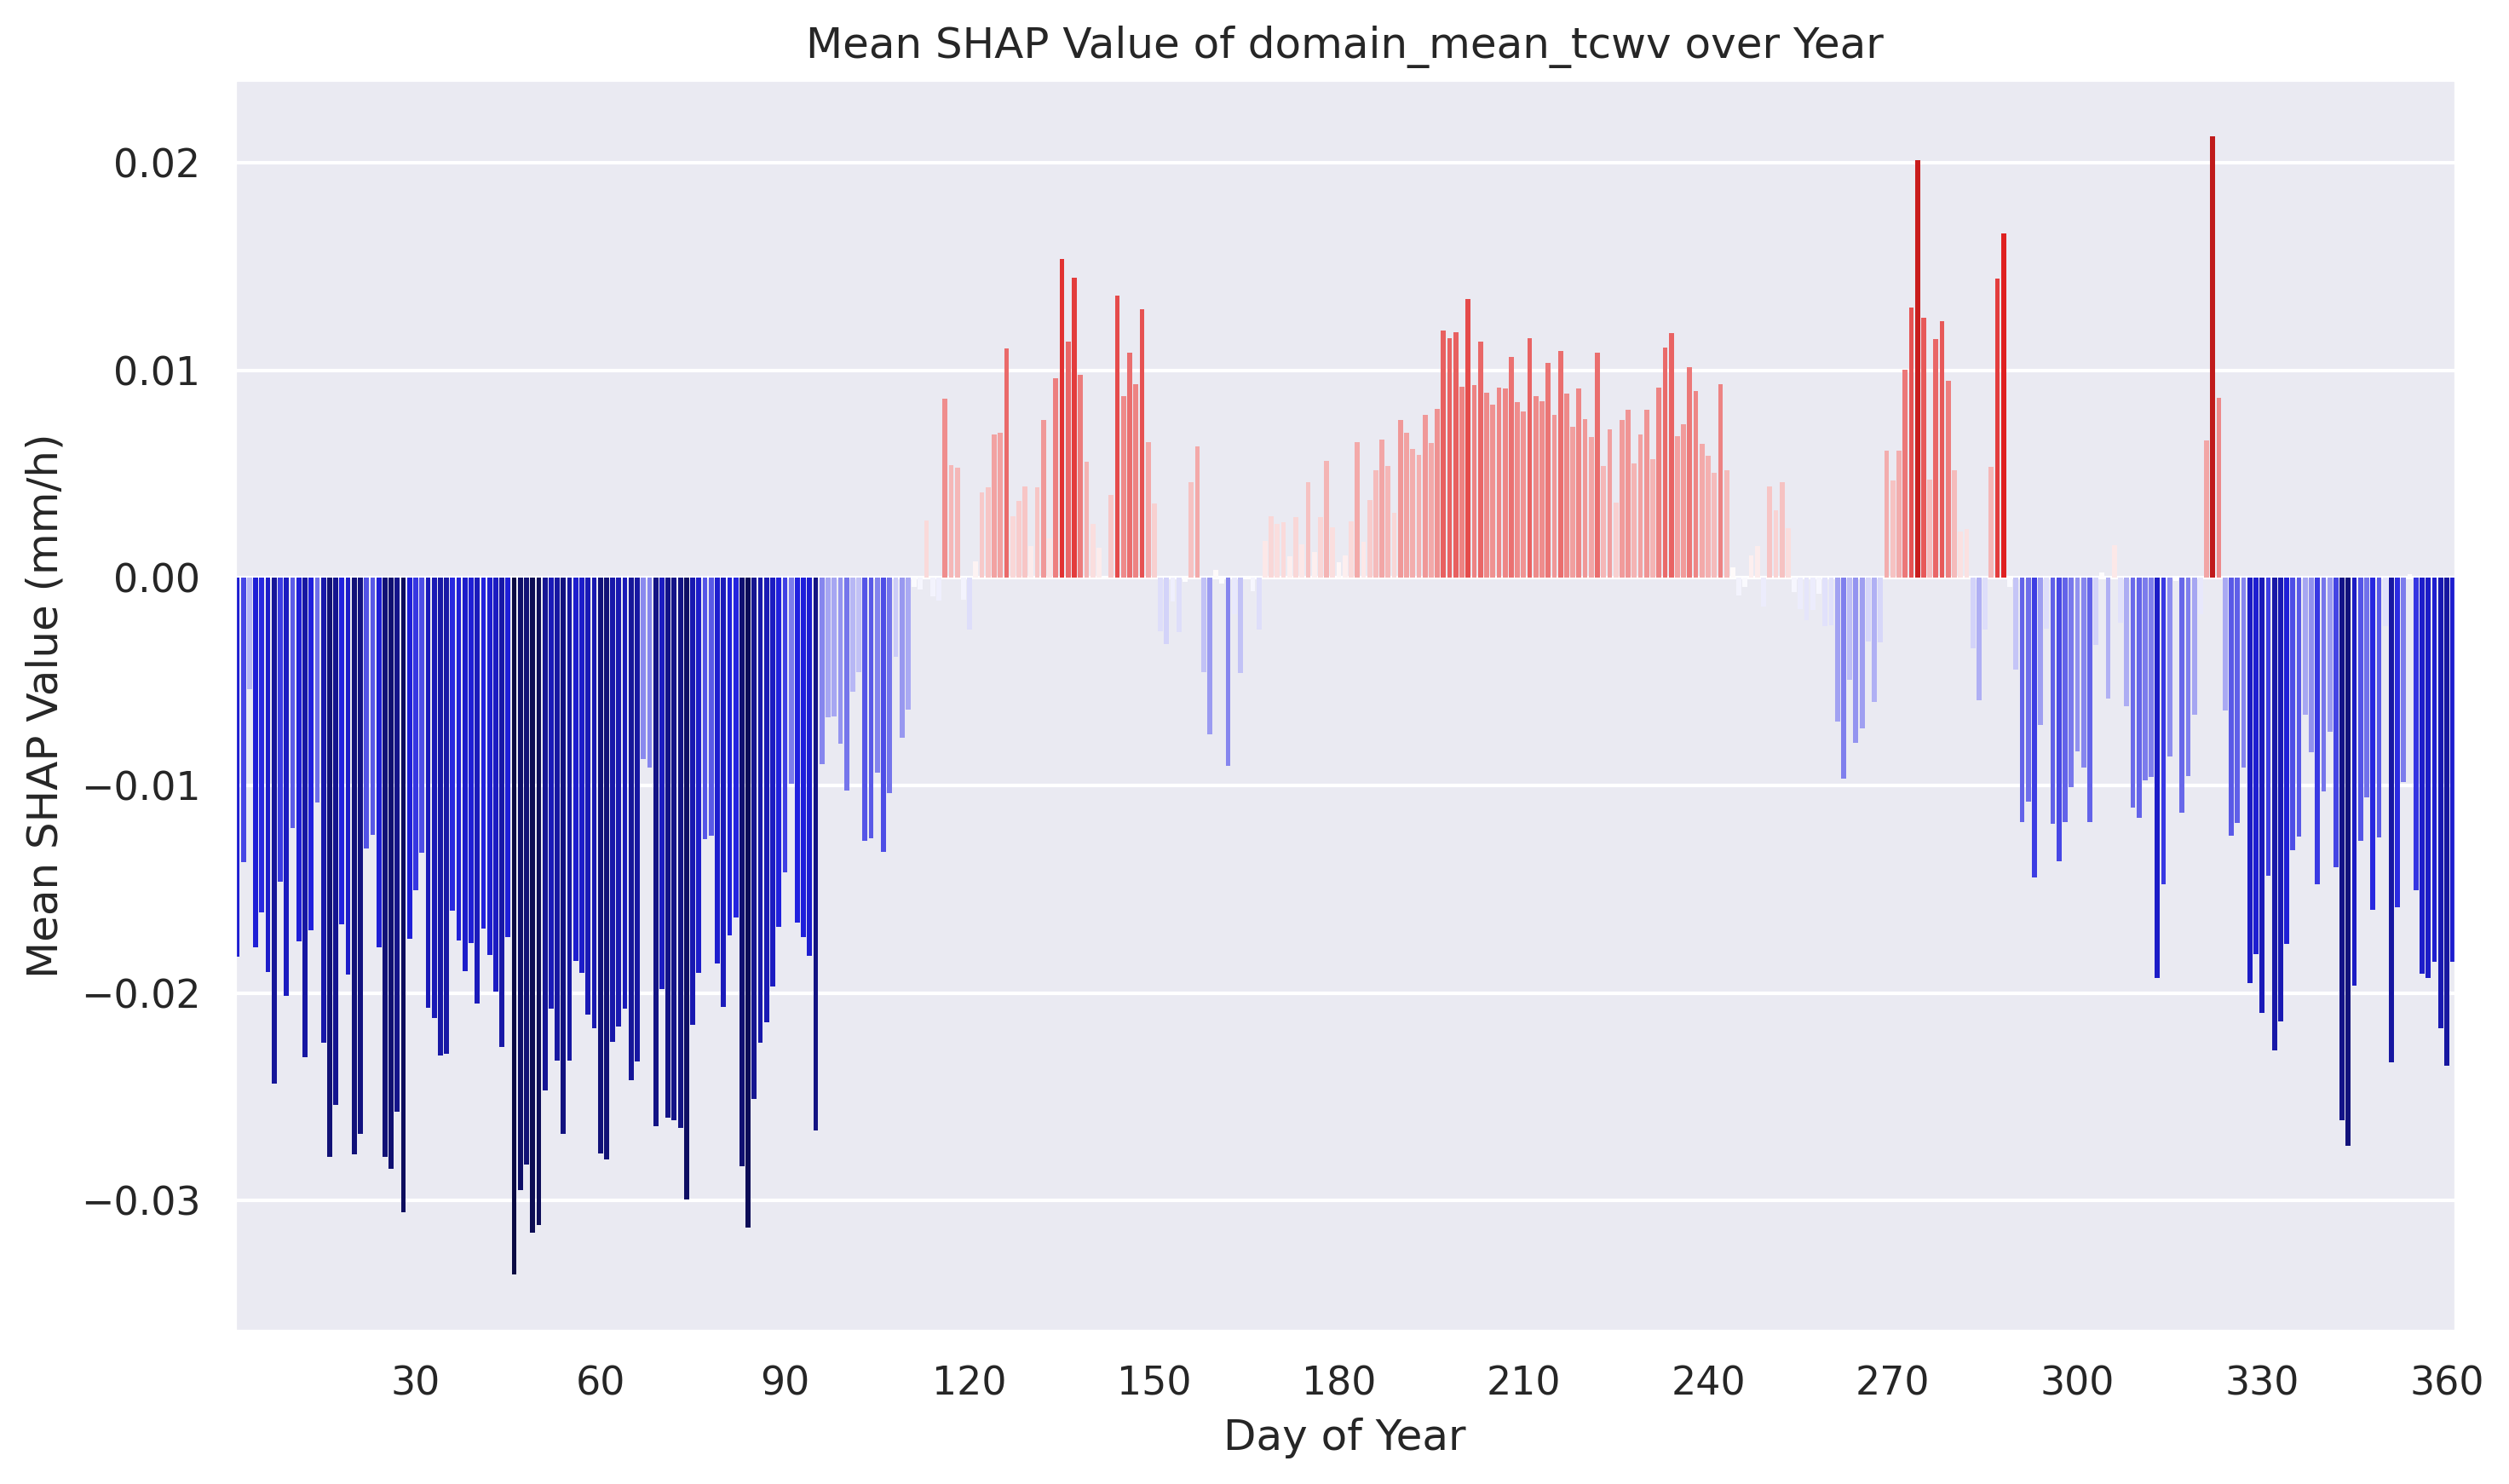 Mean SHAP Value of domain_mean_tcwv over Year
Mean SHAP Value (mm/h)
0.02
0.01
0.00
−0.01
−0.02
−0.03
30 60 90 120 150 180 210 240 270 300 330 360
Day of Year